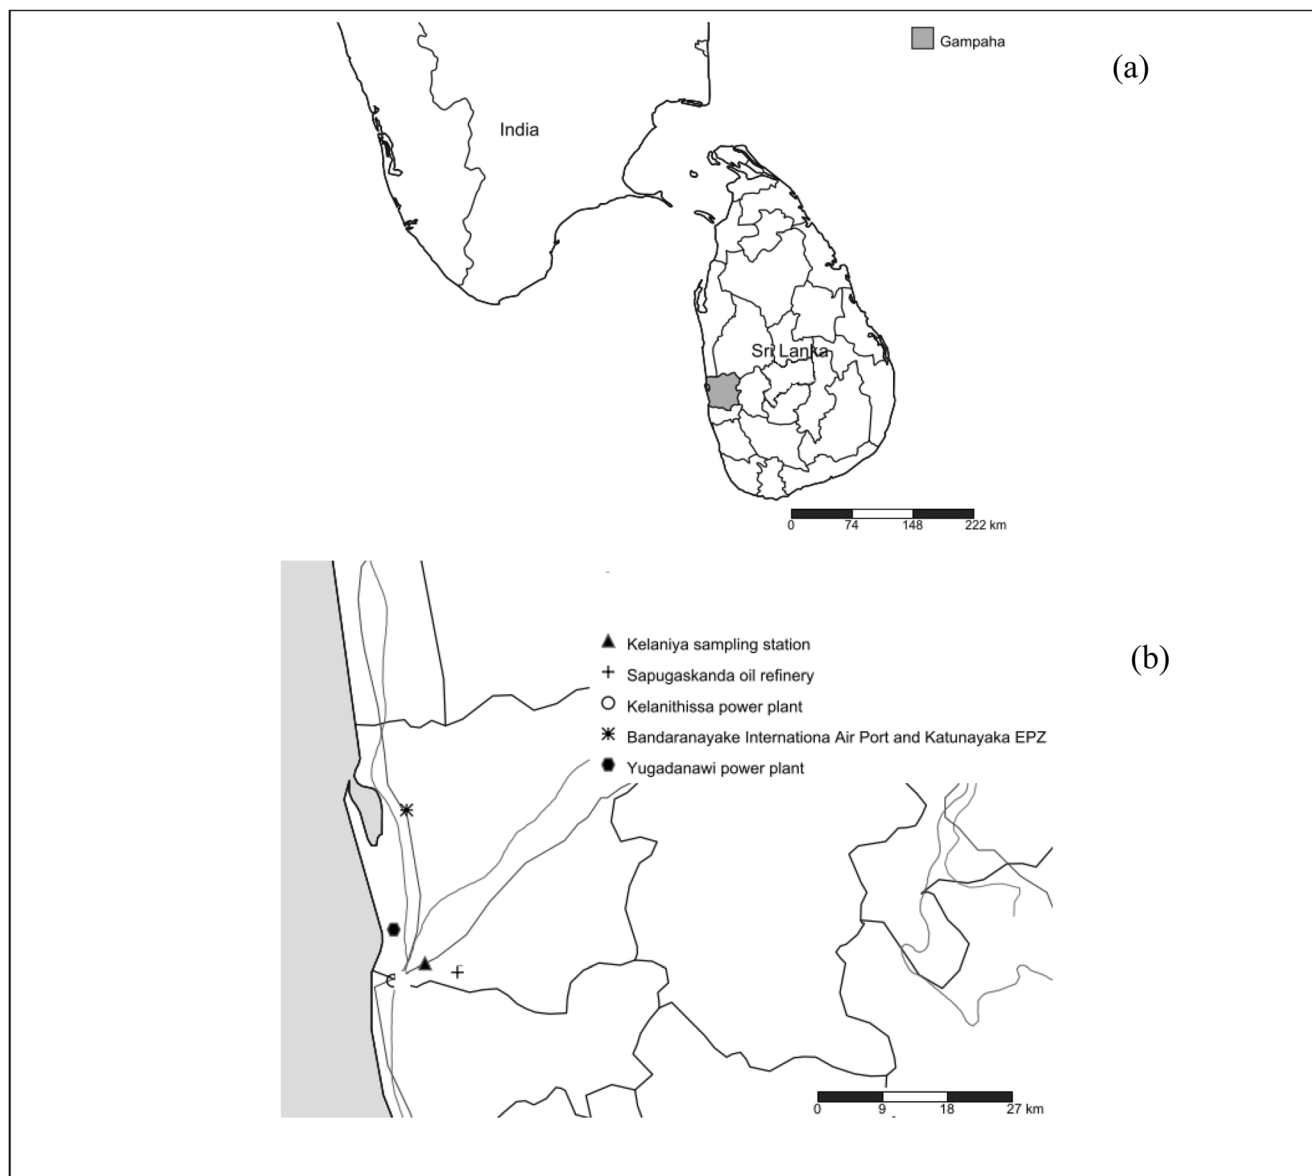 Gampaha
(a)
India
Sri Lanka
0 74 148 222 km
(b)
Kelaniya sampling station
Sapugaskanda oil refinery
Kelanithissa power plant
Bandaranayake Internationa Air Port and Katunayaka EPZ
Yugadanawi power plant
0 9 18 27 km